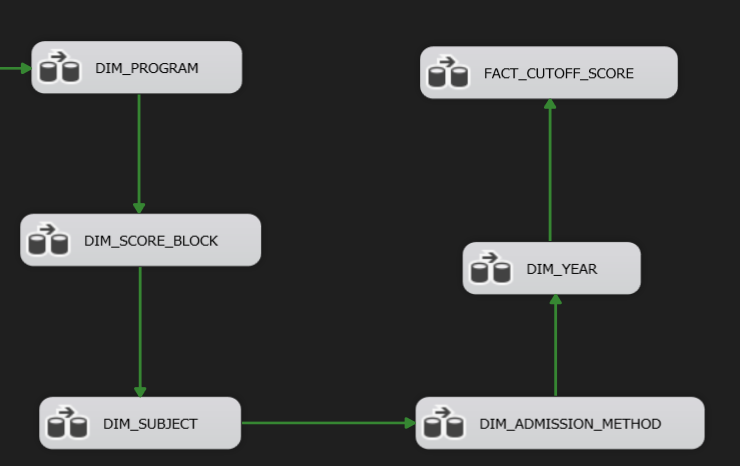 DIM_PROGRAM
FACT_CUTOFF_SCORE
DIM_SCORE_BLOCK
DIM_YEAR
DIM_SUBJECT
DIM_ADMISSION_METHOD